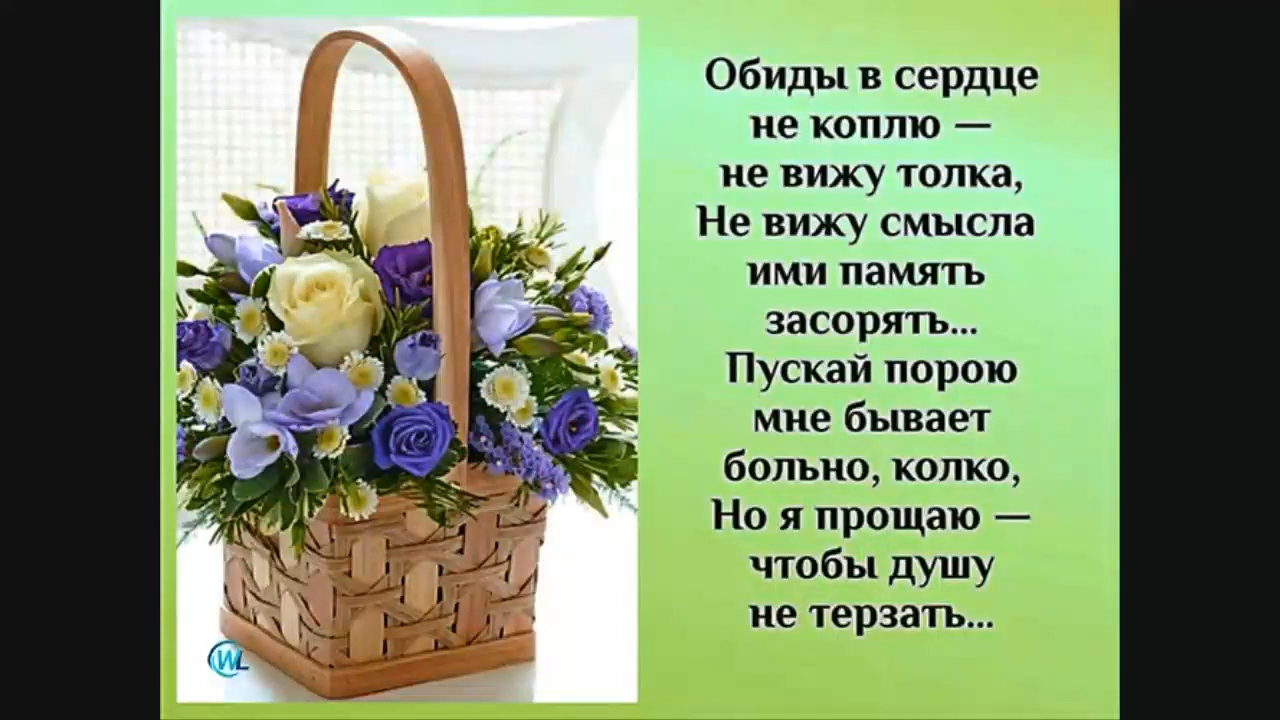 Обиды в сердце
не коплю —
не вижу толка,
Не вижу смысла
ими память
засорять...
Пускай порою
мне бывает
больно, колко,
Но я прощаю —
чтобы душу
не терзать...
WL